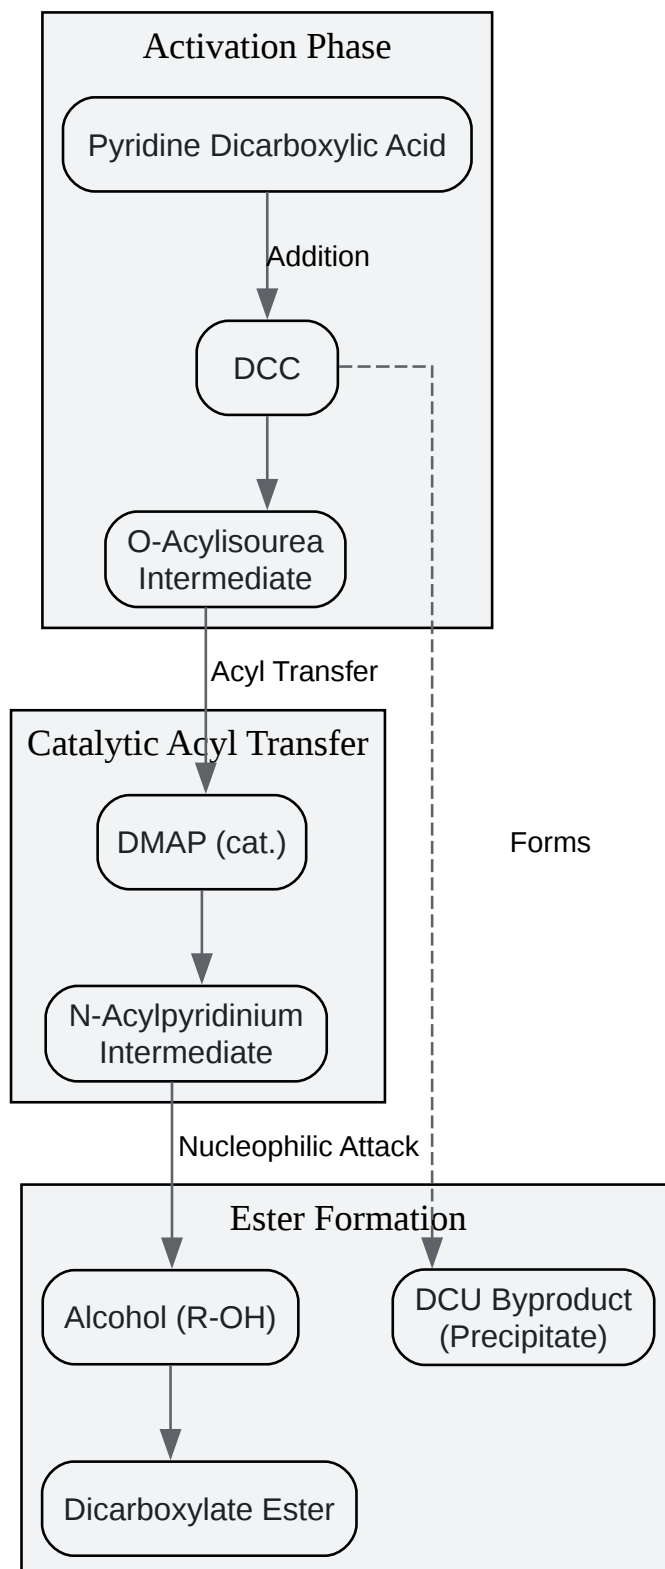 Activation Phase
Pyridine Dicarboxylic Acid
Addition
DCC
O-Acylisourea
Intermediate
Acyl Transfer
Catalytic Acyl Transfer
DMAP (cat.)
Forms
N-Acylpyridinium
Intermediate
Nucleophilic Attack
Ester Formation
Alcohol (R-OH)
DCU Byproduct
(Precipitate)
Dicarboxylate Ester